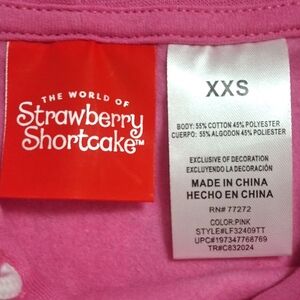 THE WORLD OF
Strawberry
Shortcake™
XXS
BODY: 55% COTTON 45% POLYESTER
CUERPO: 55% ALGODON 45% POLIESTER
EXCLUSIVE OF DECORATION
EXCLUYENDO LA DECORACIÓN
MADE IN CHINA
HECHO EN CHINA
RN# 77272
COLOR:PINK
STYLE#LF32409TT
UPC#197347768769
TR#C832024